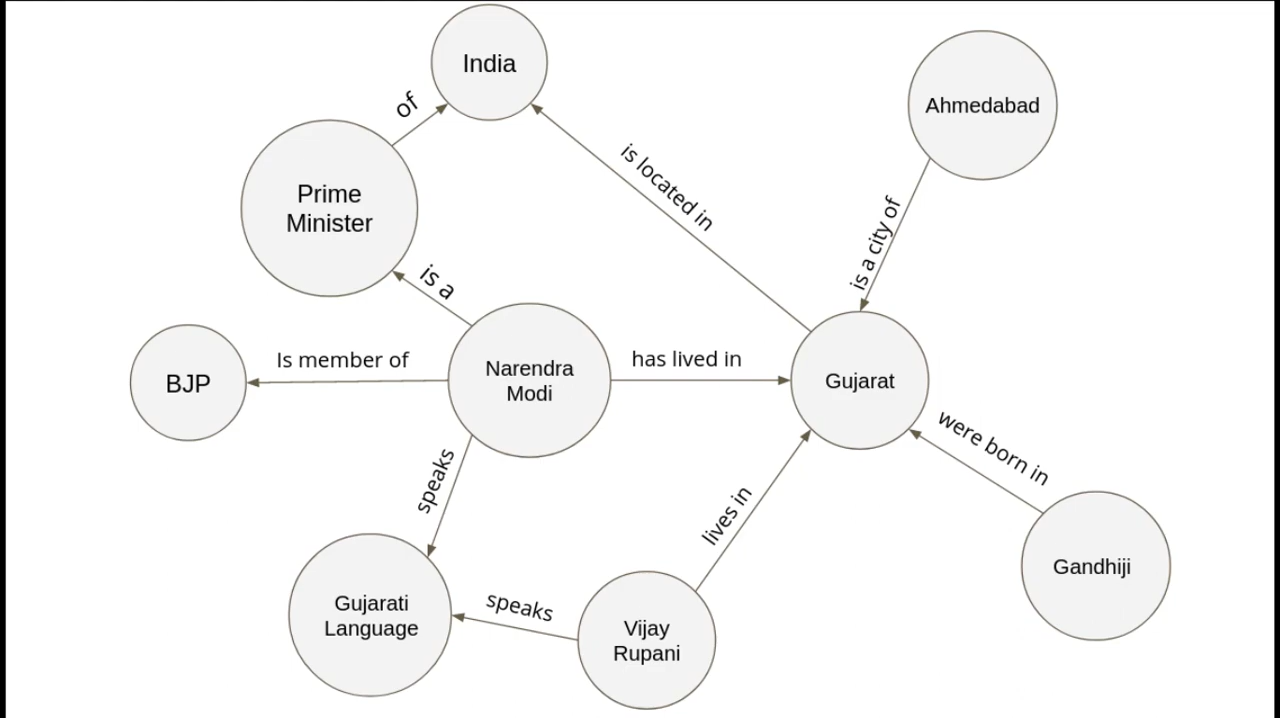 India
Ahmedabad
of
is located in
Prime
Minister
is a city of
is a
BJP
Is member of
Narendra
Modi
has lived in
Gujarat
were born in
speaks
lives in
Gandhiji
Gujarati
Language
speaks
Vijay
Rupani